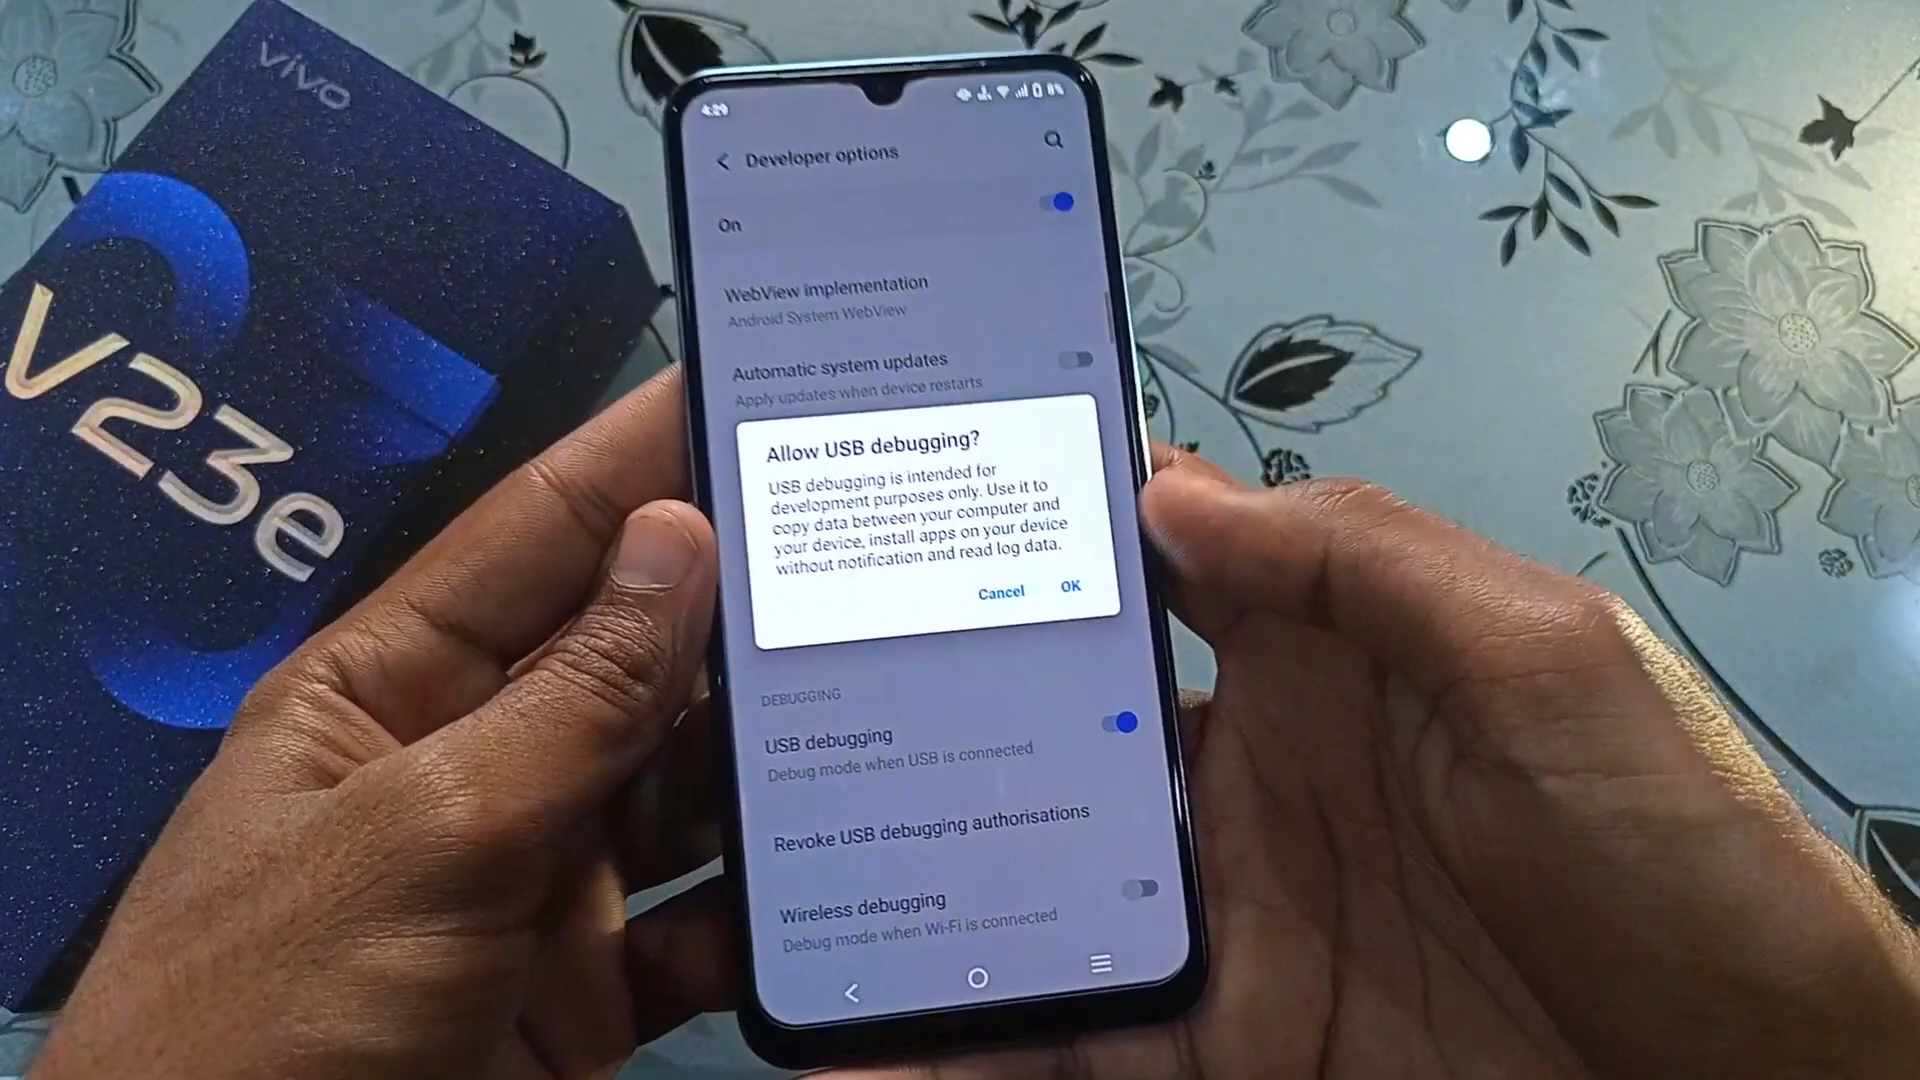 vivo
V23e
4:29
8%
Developer options
On
WebView implementation
Android System WebView
Automatic system updates
Apply updates when device restarts
Allow USB debugging?
USB debugging is intended for
development purposes only. Use it to
copy data between your computer and
your device, install apps on your device
without notification and read log data.
Cancel OK
DEBUGGING
USB debugging
Debug mode when USB is connected
Revoke USB debugging authorisations
Wireless debugging
Debug mode when Wi-Fi is connected